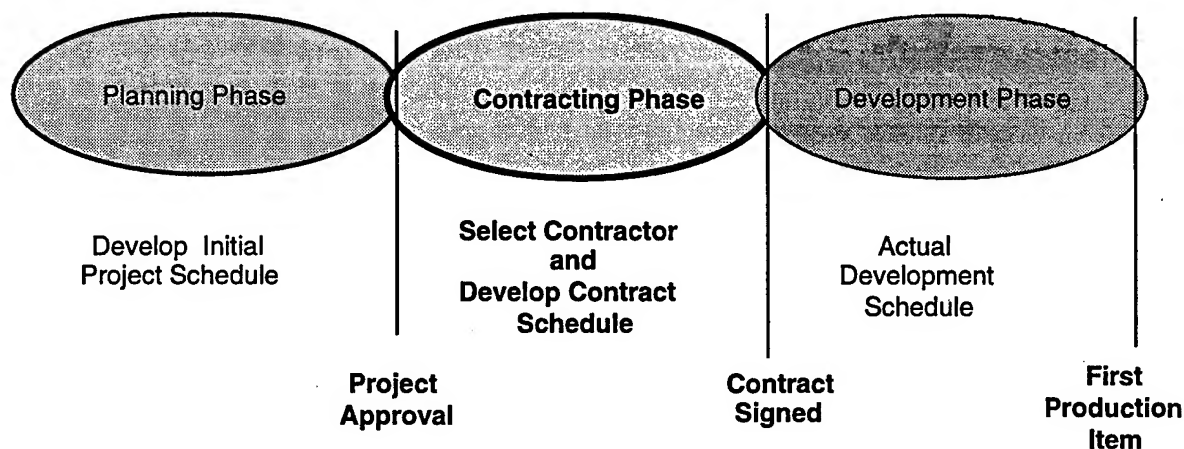 Planning Phase
Contracting Phase
Development Phase
Develop Initial
Project Schedule
Select Contractor
and
Develop Contract
Schedule
Actual
Development
Schedule
Project
Approval
Contract
Signed
First
Production
Item